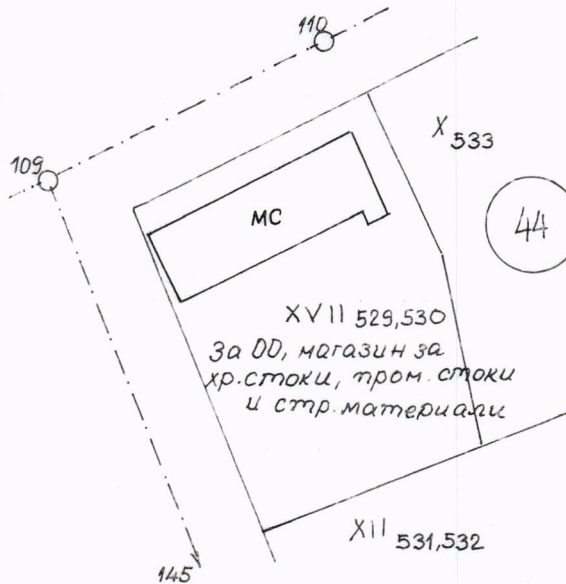 110
109
X 533
44
МС
XVII 529,530
За ОО, магазин за
хр.стоки, пром.стоки
и стр.материали
XII 531,532
145